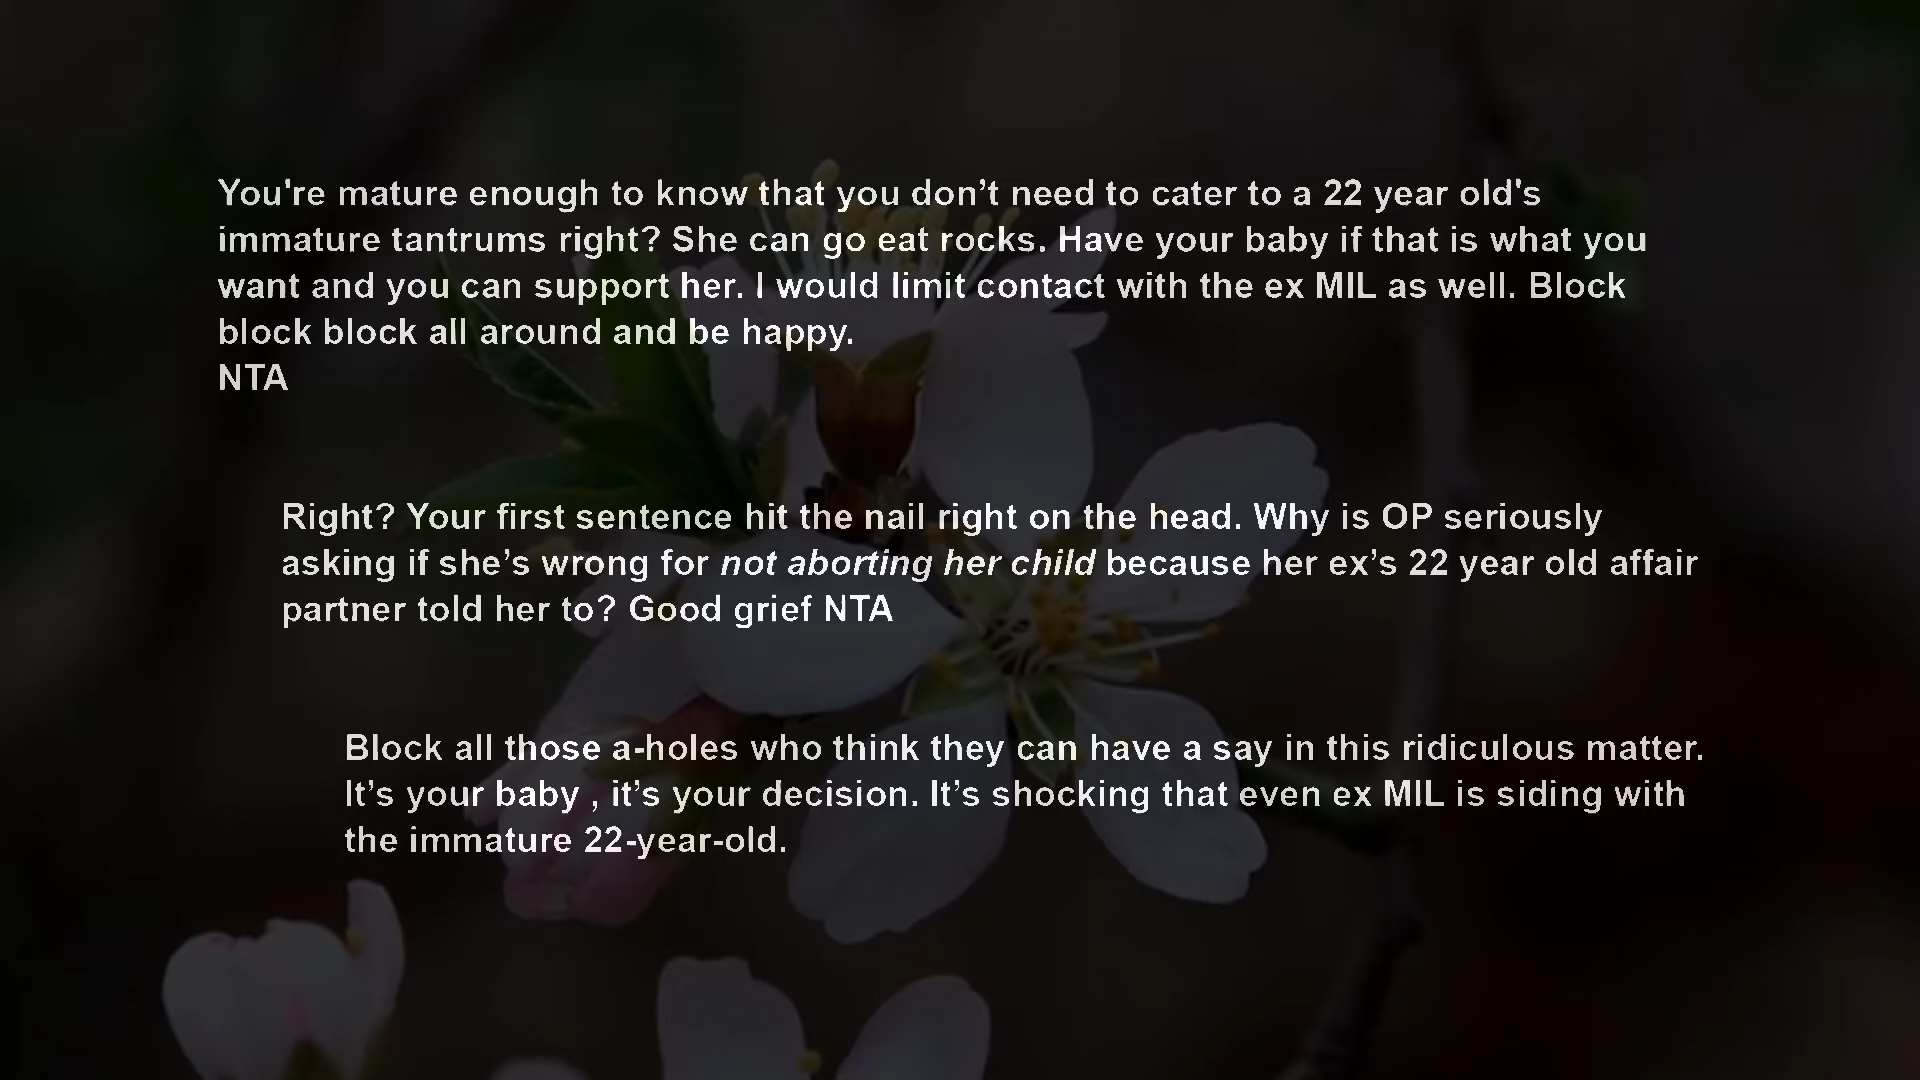 You're mature enough to know that you don’t need to cater to a 22 year old's
immature tantrums right? She can go eat rocks. Have your baby if that is what you
want and you can support her. I would limit contact with the ex MIL as well. Block
block block all around and be happy.
NTA
Right? Your first sentence hit the nail right on the head. Why is OP seriously
asking if she’s wrong for not aborting her child because her ex’s 22 year old affair
partner told her to? Good grief NTA
Block all those a-holes who think they can have a say in this ridiculous matter.
It’s your baby , it’s your decision. It’s shocking that even ex MIL is siding with
the immature 22-year-old.